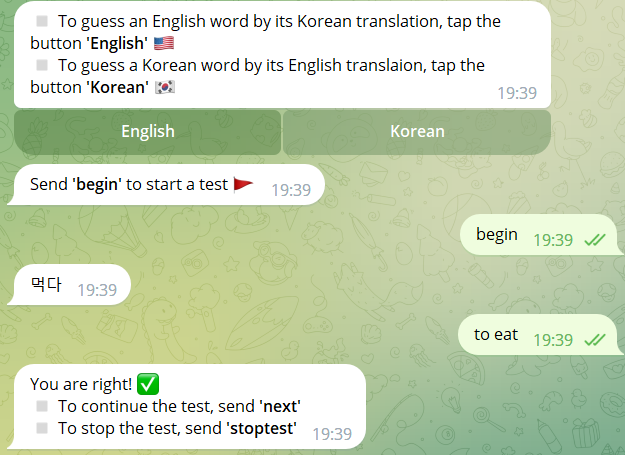 To guess an English word by its Korean translation, tap the
button 'English' 🇺🇸
To guess a Korean word by its English translaion, tap the
button 'Korean' 🇰🇷
19:39
English
Korean
Send 'begin' to start a test 🚩 19:39
begin 19:39
먹다 19:39
to eat 19:39
You are right! ✅
To continue the test, send 'next'
To stop the test, send 'stoptest' 19:39